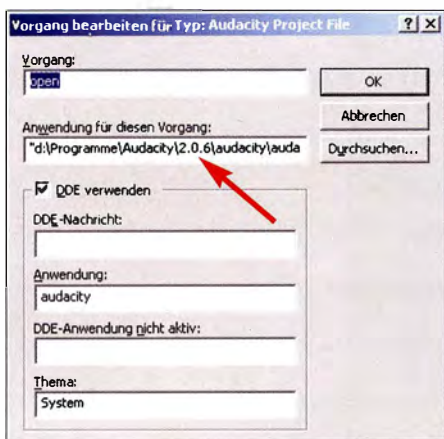 Vorgang bearbeiten für Typ: Audacity Project File
Vorgang:
open
OK
Abbrechen
Anwendung für diesen Vorgang:
"d:\Programme\Audacity\2.0.6\audacity\auda
Durchsuchen...
DDE verwenden
DDE-Nachricht:
Anwendung:
audacity
DDE-Anwendung nicht aktiv:
Thema:
System